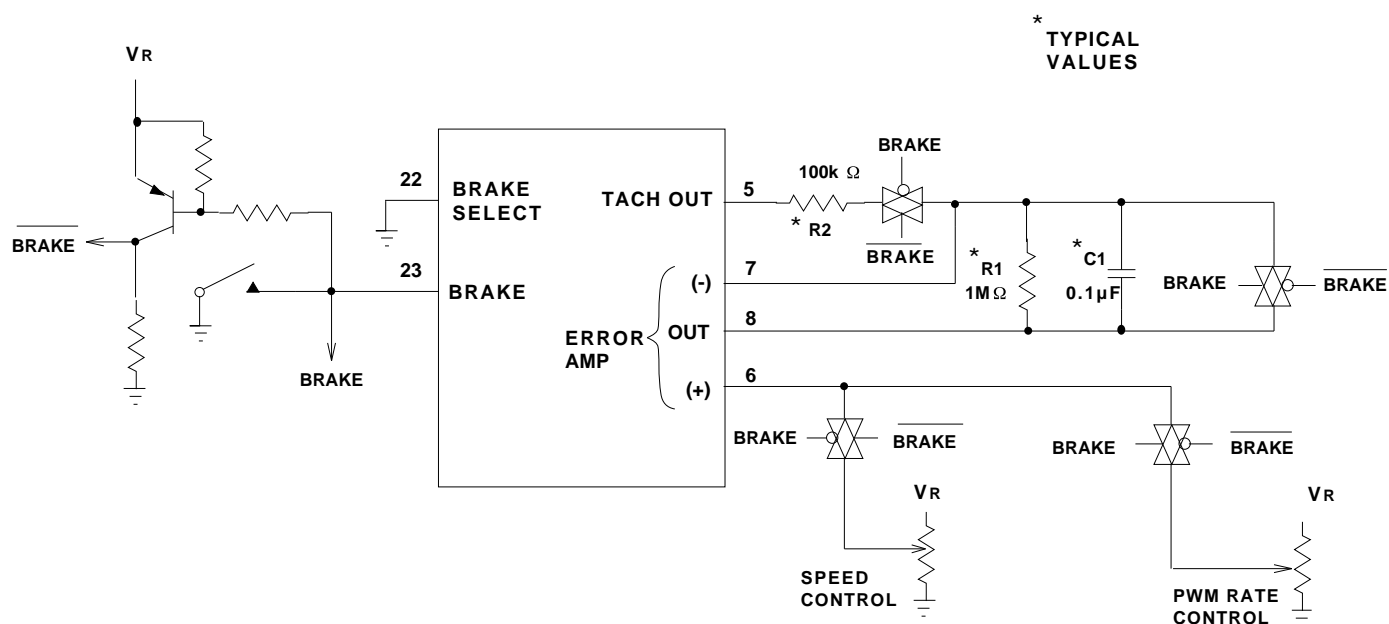 *
TYPICAL
VALUES
VR
BRAKE
22
BRAKE
SELECT
TACH OUT
5
100k Ω
* R2
BRAKE
BRAKE
23
BRAKE
BRAKE
(-)
7
ERROR
AMP
OUT
8
(+)
6
* R1
1MΩ
* C1
0.1µF
BRAKE
BRAKE
BRAKE
BRAKE
VR
SPEED
CONTROL
BRAKE
BRAKE
VR
PWM RATE
CONTROL